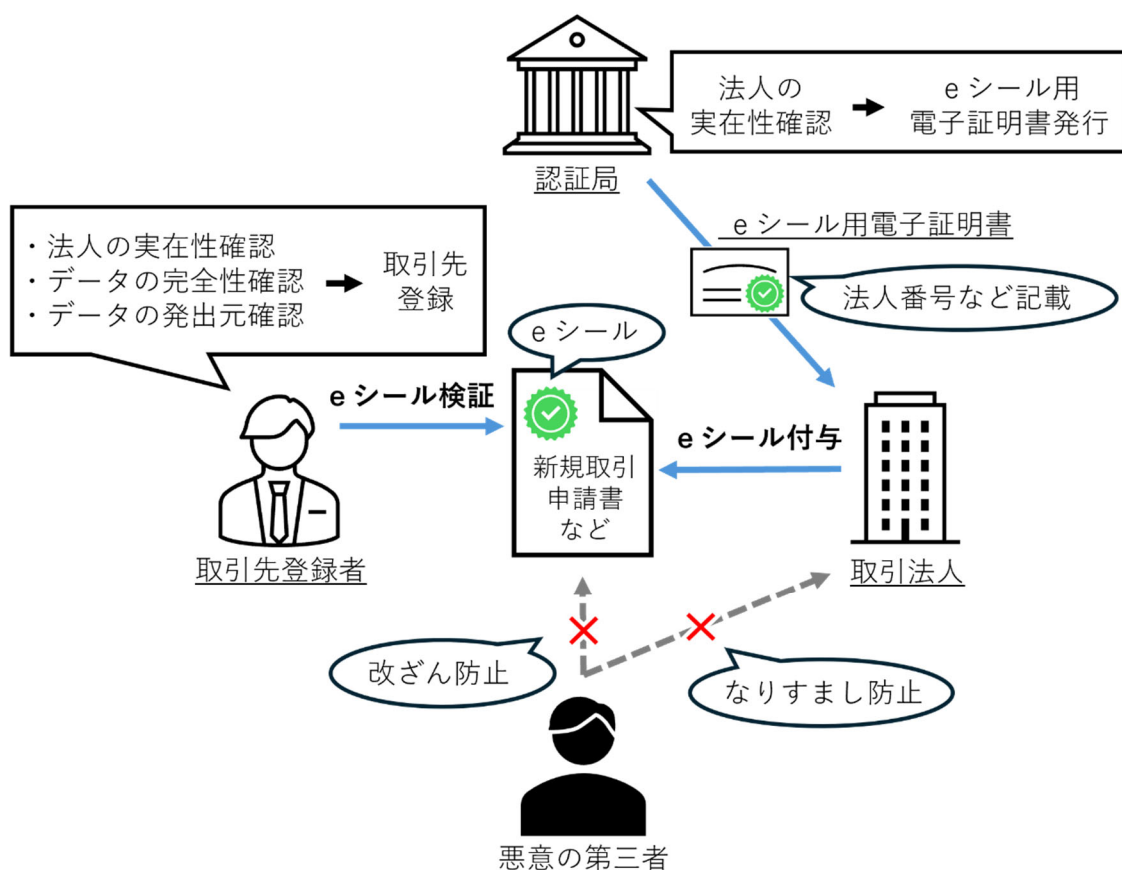 法人の
実在性確認
eシール用
電子証明書発行
認証局
eシール用電子証明書
法人番号など記載
・法人の実在性確認
・データの完全性確認
・データの発出元確認
取引先
登録
eシール
eシール検証
eシール付与
新規取引
申請書
など
取引先登録者
取引法人
改ざん防止
なりすまし防止
悪意の第三者